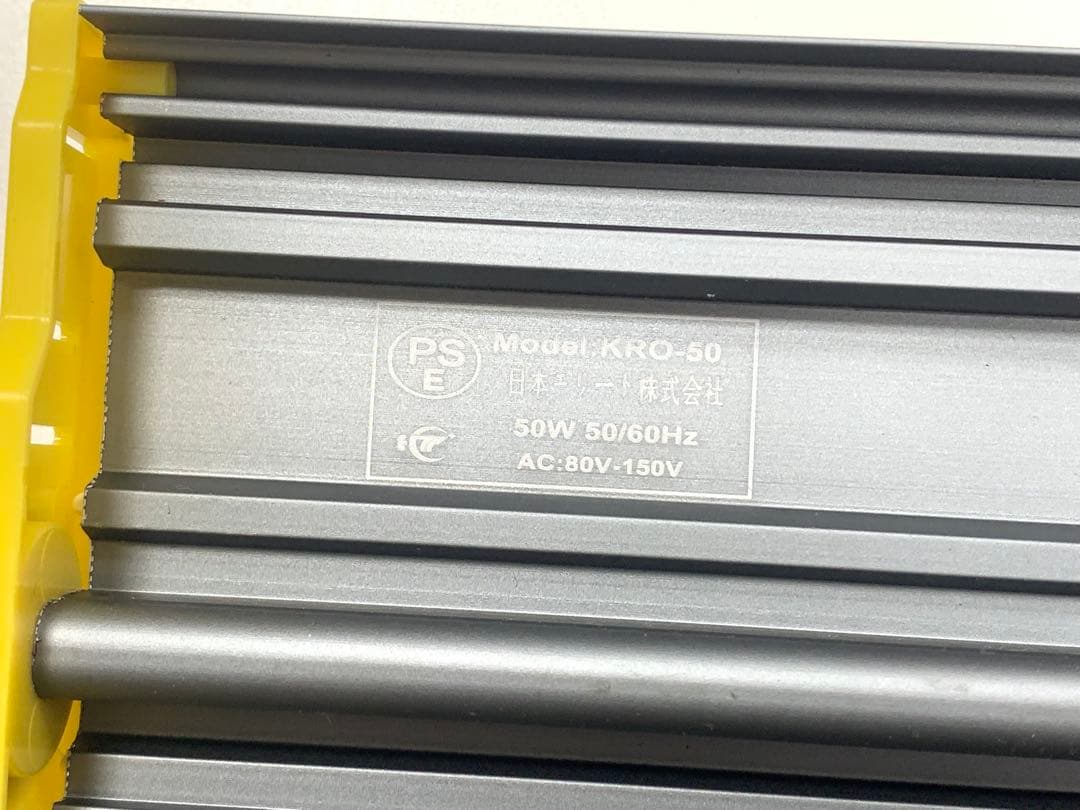 PS
E
Model:KRO-50
日本エリート株式会社
50W 50/60Hz
AC:80V-150V